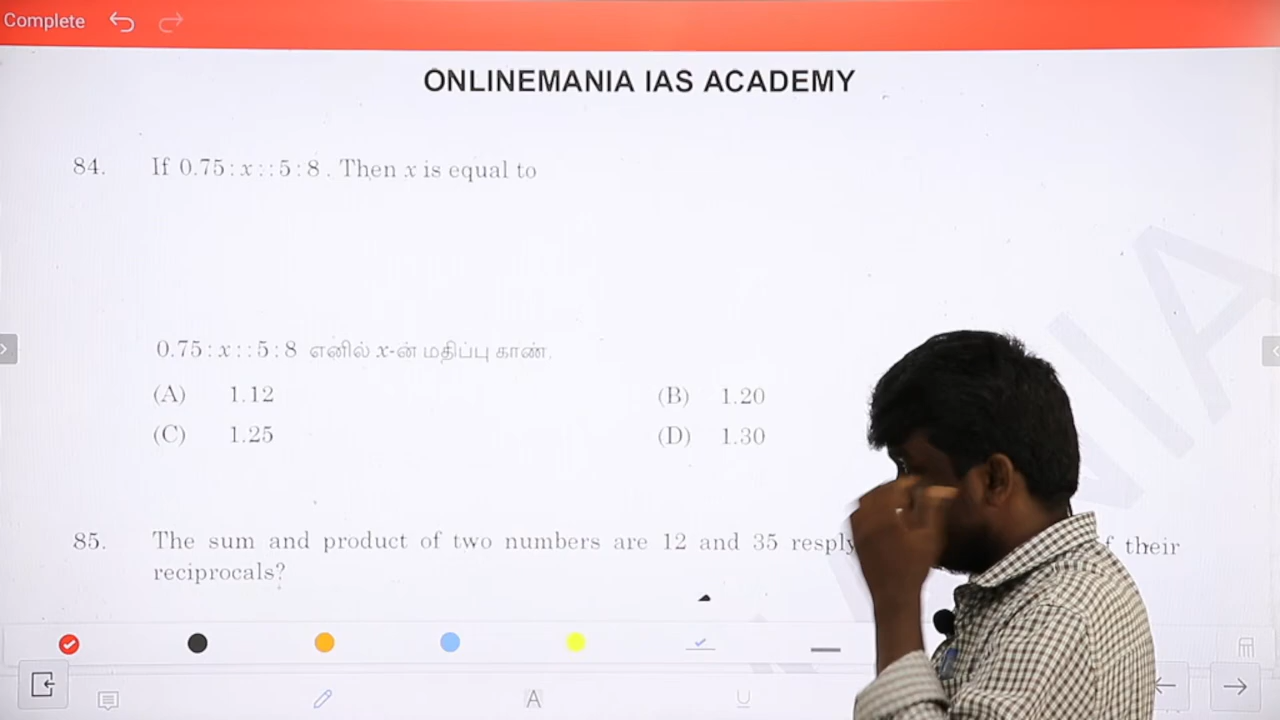 Complete
ONLINEMANIA IAS ACADEMY
84. If 0.75 : x : : 5 : 8 . Then x is equal to
0.75 : x : : 5 : 8 எனில் x-ன் மதிப்பு காண்.
(A) 1.12 (B) 1.20
(C) 1.25 (D) 1.30
85. The sum and product of two numbers are 12 and 35 resply their
reciprocals?
A
U